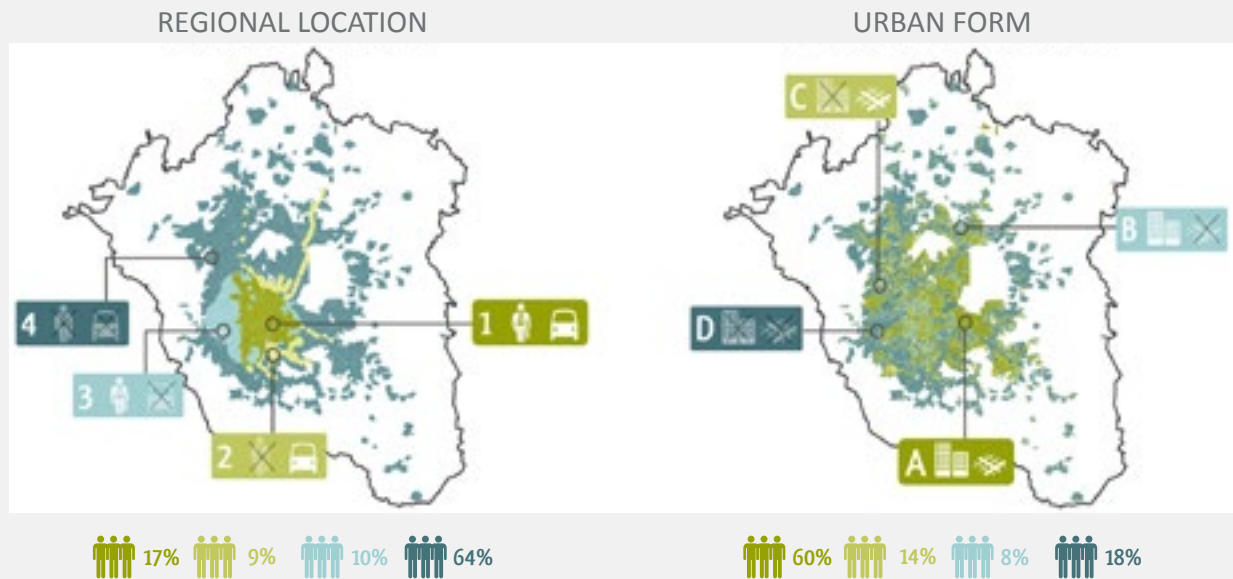 REGIONAL LOCATION
URBAN FORM
C
B
4
1
D
3
2
A
17% 9% 10% 64%
60% 14% 8% 18%